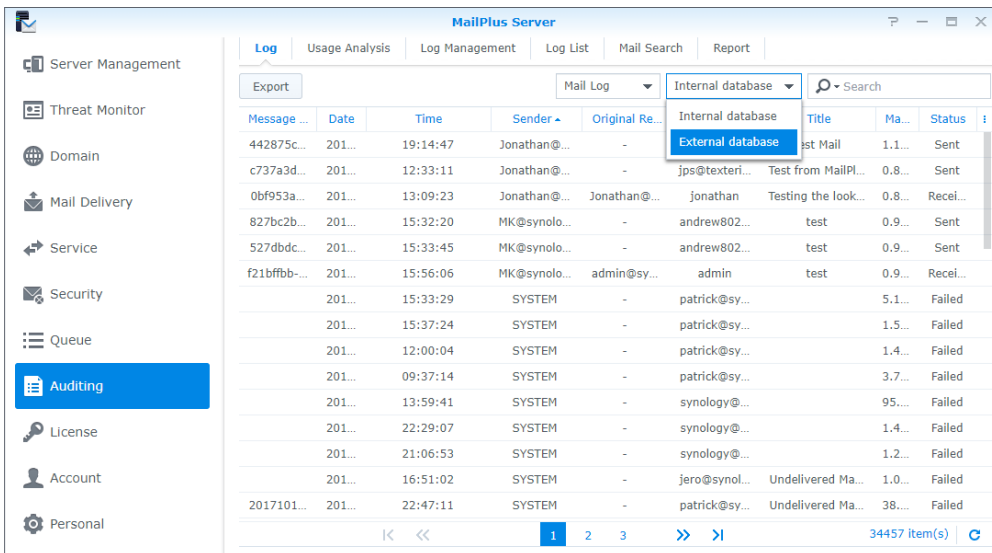 MailPlus Server
Server Management
Threat Monitor
Domain
Mail Delivery
Service
Security
Queue
Auditing
License
Account
Personal
Log Usage Analysis Log Management Log List Mail Search Report
Export Mail Log Internal database Search
Internal database
External database
Message ... Date Time Sender Original Re... Title Ma... Status
442875c... 201... 19:14:47 Jonathan@... - est Mail 1.1... Sent
c737a3d... 201... 12:33:11 Jonathan@... - jps@texteri... Test from MailPl... 0.8... Sent
0bf953a... 201... 13:09:23 Jonathan@... Jonathan@... jonathan Testing the look... 0.8... Recei...
827bc2b... 201... 15:32:20 MK@synolo... - andrew802... test 0.9... Sent
527dbdc... 201... 15:33:45 MK@synolo... - andrew802... test 0.9... Sent
f21bffbb-... 201... 15:56:06 MK@synolo... admin@sy... admin test 0.9... Recei...
201... 15:33:29 SYSTEM - patrick@sy... 5.1... Failed
201... 15:37:24 SYSTEM - patrick@sy... 1.5... Failed
201... 12:00:04 SYSTEM - patrick@sy... 1.4... Failed
201... 09:37:14 SYSTEM - patrick@sy... 3.7... Failed
201... 13:59:41 SYSTEM - synology@... 95.... Failed
201... 22:29:07 SYSTEM - synology@... 1.4... Failed
201... 21:06:53 SYSTEM - synology@... 1.2... Failed
201... 16:51:02 SYSTEM - jero@synol... Undelivered Ma... 1.0... Failed
2017101... 201... 22:47:11 SYSTEM - patrick@sy... Undelivered Ma... 38.... Failed
1 2 3 34457 item(s)